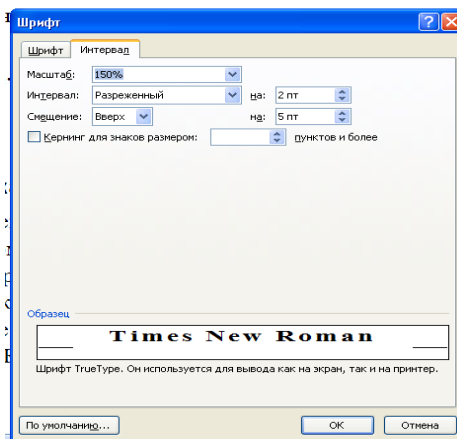 Шрифт
Шрифт Интервал
Масштаб: 150%
Интервал: Разреженный на: 2 пт
Смещение: Вверх на: 5 пт
Кернинг для знаков размером: пунктов и более
Образец
Times New Roman
Шрифт TrueType. Он используется для вывода как на экран, так и на принтер.
По умолчанию... ОК Отмена